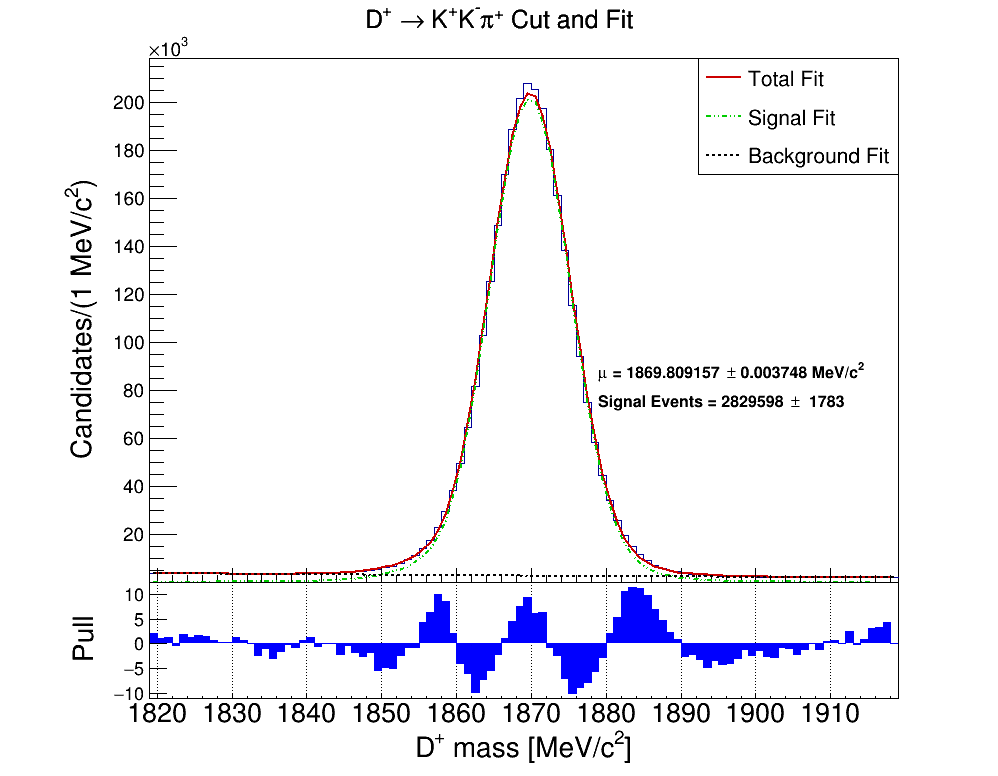 D⁺ → K⁺K⁻π⁺ Cut and Fit
×10³
Total Fit
Signal Fit
Background Fit
200
180
160
140
120
100
80
60
40
20
Candidates/(1 MeV/c²)
μ = 1869.809157 ± 0.003748 MeV/c²
Signal Events = 2829598 ± 1783
10
5
0
−5
−10
Pull
1820 1830 1840 1850 1860 1870 1880 1890 1900 1910
D⁺ mass [MeV/c²]